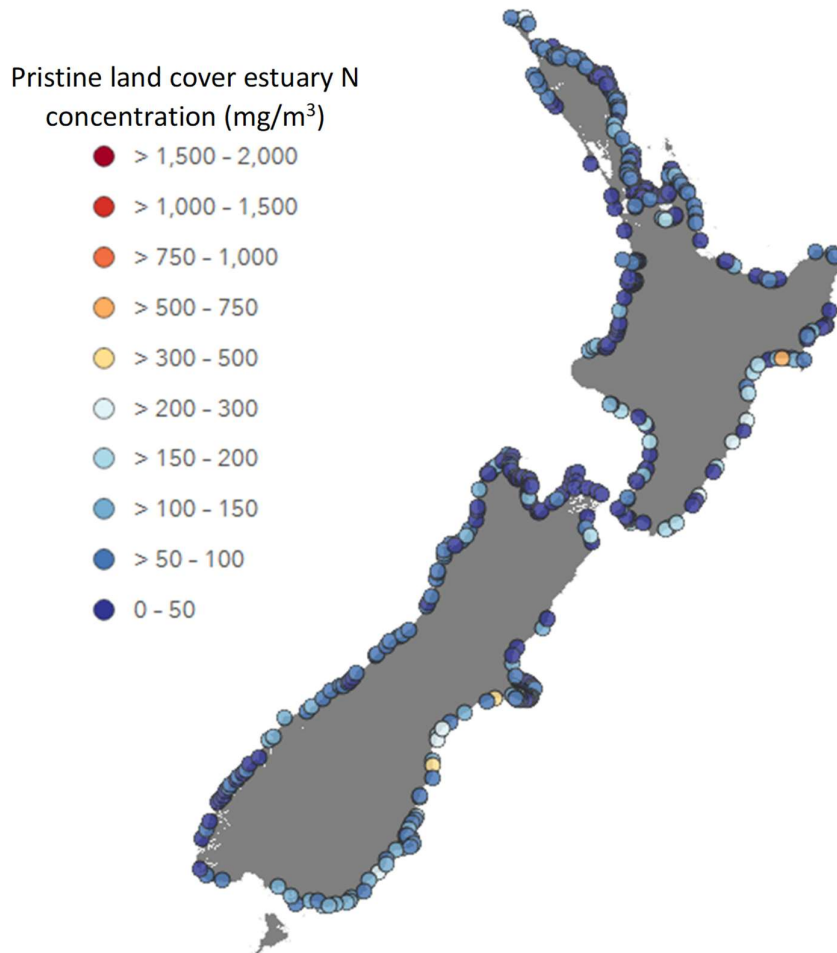 Pristine land cover estuary N
concentration (mg/m³)
> 1,500 - 2,000
> 1,000 - 1,500
> 750 - 1,000
> 500 - 750
> 300 - 500
> 200 - 300
> 150 - 200
> 100 - 150
> 50 - 100
0 - 50